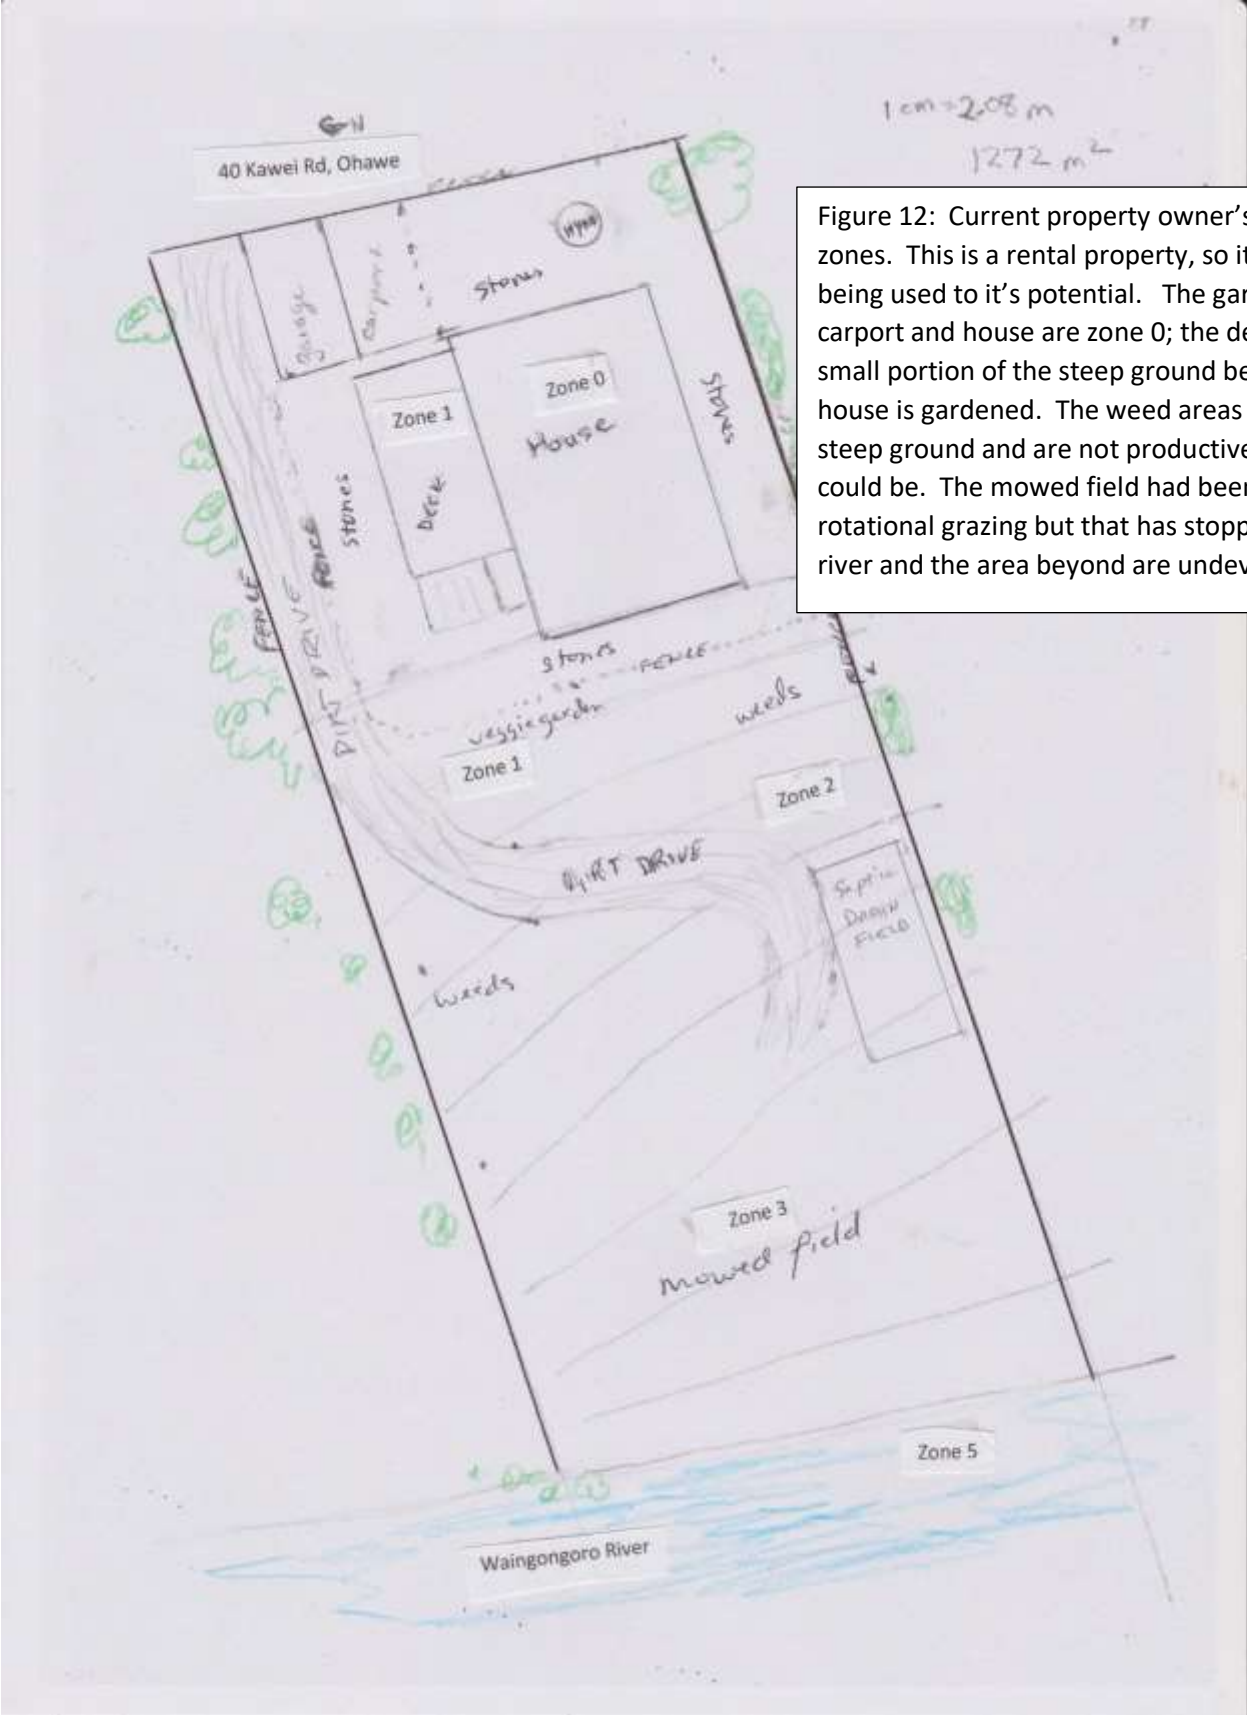 1 cm = 2.08 m
1272 m²
N
40 Kawei Rd, Ohawe
Figure 12: Current property owner's
zones. This is a rental property, so it
being used to it's potential. The gar
carport and house are zone 0; the de
small portion of the steep ground be
house is gardened. The weed areas
steep ground and are not productive
could be. The mowed field had been
rotational grazing but that has stopp
river and the area beyond are undev
Garage
Carport
stones
Zone 0
House
Zone 1
Deck
stones
FENCE
FENCE
DIRT DRIVE
stones
FENCE
veggie garden
weeds
Zone 1
Zone 2
DIRT DRIVE
Septic
DRAIN
FIELD
weeds
Zone 3
mowed field
Zone 5
Waingongoro River